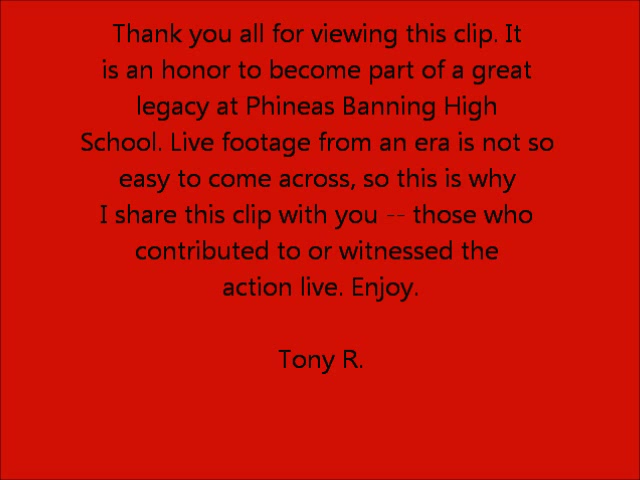 Thank you all for viewing this clip. It
is an honor to become part of a great
legacy at Phineas Banning High
School. Live footage from an era is not so
easy to come across, so this is why
I share this clip with you -- those who
contributed to or witnessed the
action live. Enjoy.
Tony R.